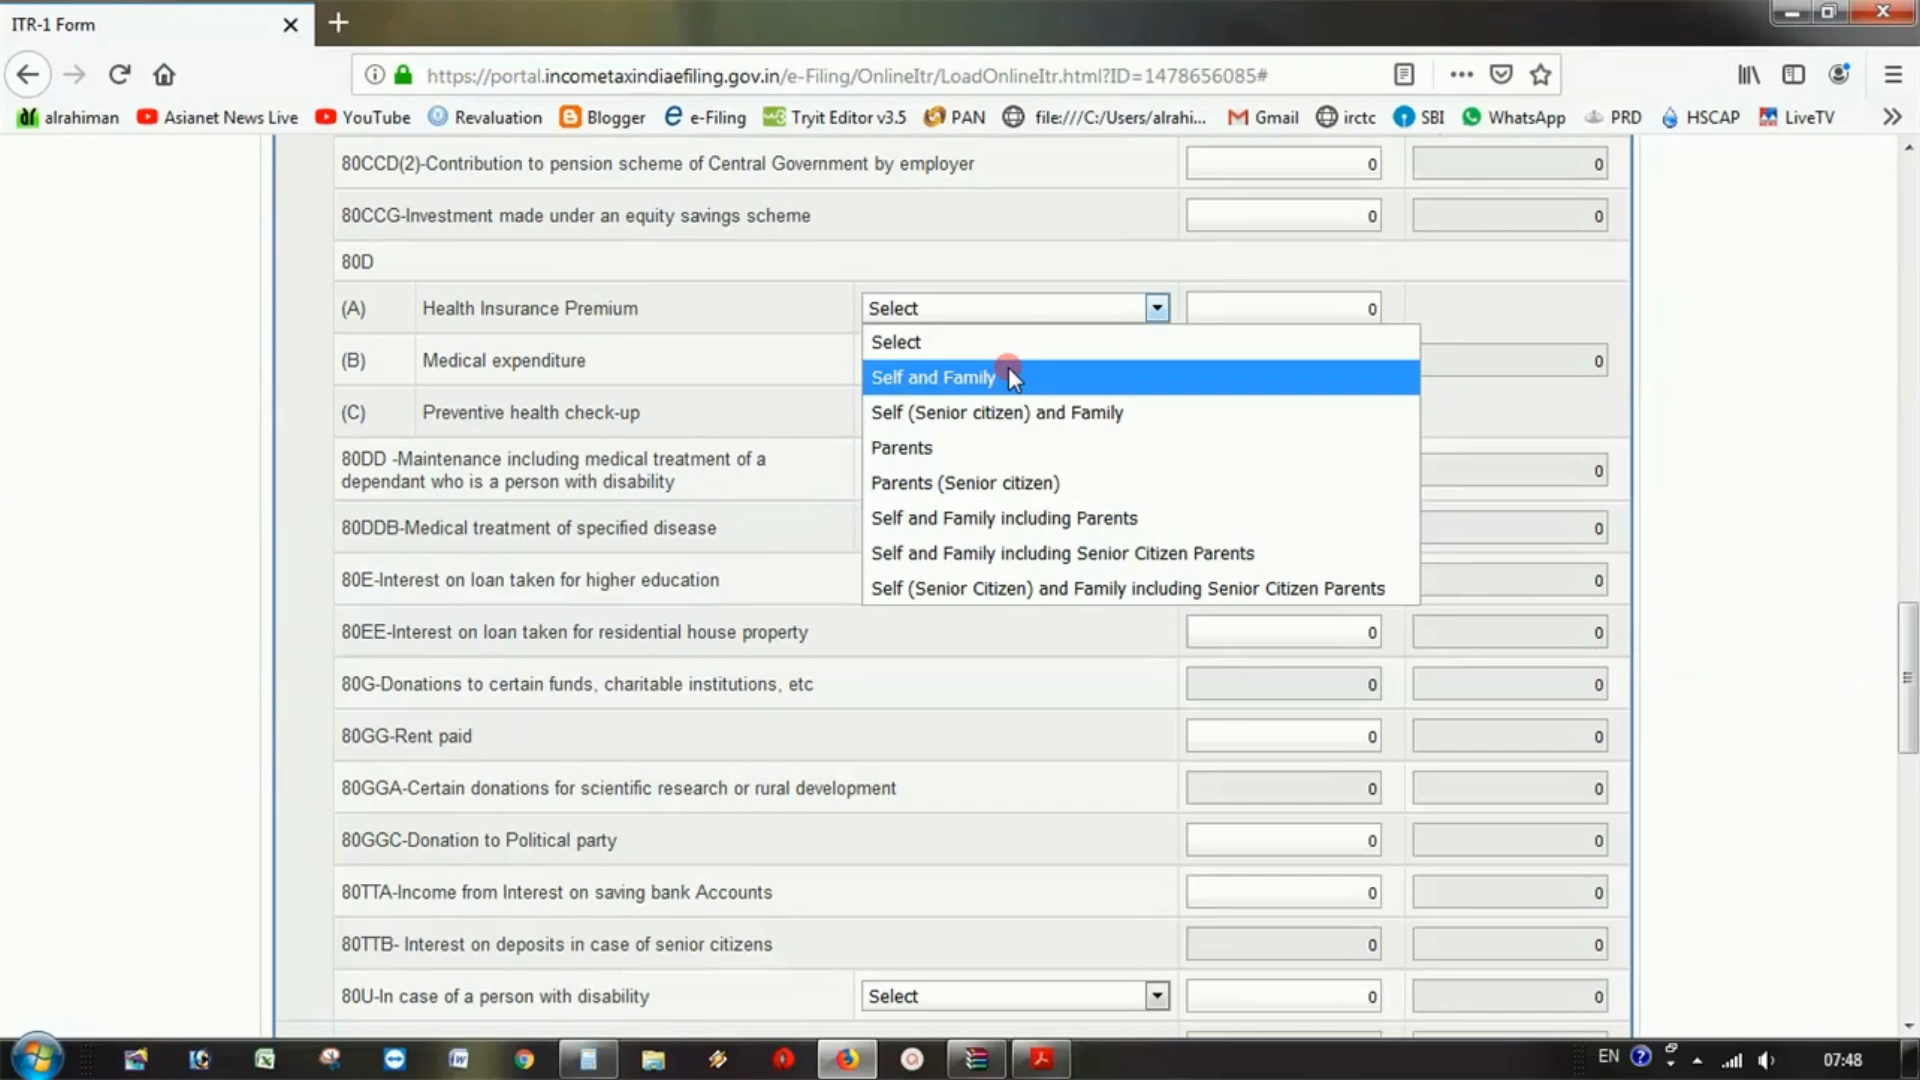 ITR-1 Form
https://portal.incometaxindiaefiling.gov.in/e-Filing/OnlineItr/LoadOnlineItr.html?ID=1478656085#
alrahiman Asianet News Live YouTube Revaluation Blogger e-Filing Tryit Editor v3.5 PAN file:///C:/Users/alrahi... Gmail irctc SBI WhatsApp PRD HSCAP LiveTV
80CCD(2)-Contribution to pension scheme of Central Government by employer 0 0
80CCG-Investment made under an equity savings scheme 0 0
80D
(A) Health Insurance Premium Select 0
Select
(B) Medical expenditure 0
Self and Family
(C) Preventive health check-up
Self (Senior citizen) and Family
Parents
80DD -Maintenance including medical treatment of a
dependant who is a person with disability 0
Parents (Senior citizen)
Self and Family including Parents
80DDB-Medical treatment of specified disease 0
Self and Family including Senior Citizen Parents
80E-Interest on loan taken for higher education 0
Self (Senior Citizen) and Family including Senior Citizen Parents
80EE-Interest on loan taken for residential house property 0 0
80G-Donations to certain funds, charitable institutions, etc 0 0
80GG-Rent paid 0 0
80GGA-Certain donations for scientific research or rural development 0 0
80GGC-Donation to Political party 0 0
80TTA-Income from Interest on saving bank Accounts 0 0
80TTB- Interest on deposits in case of senior citizens 0 0
80U-In case of a person with disability Select 0 0
EN 07:48